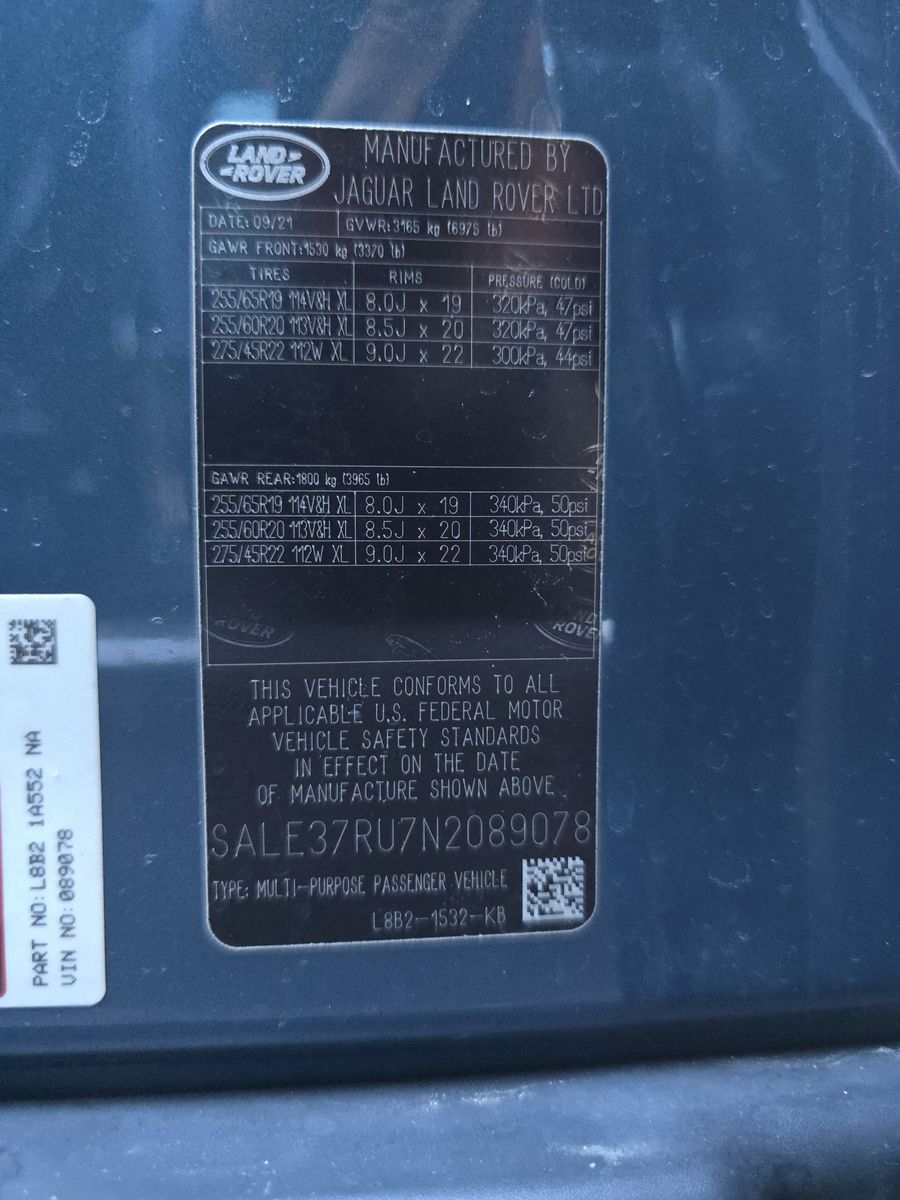 LAND ROVER
MANUFACTURED BY
JAGUAR LAND ROVER LTD
DATE: 09/21 GVWR:3165 kg (6975 lb)
GAWR FRONT:1530 kg (3370 lb)
TIRES RIMS PRESSURE (COLD)
255/65R19 114V&H XL 8.0J x 19 320kPa, 47psi
255/60R20 113V&H XL 8.5J x 20 320kPa, 47psi
275/45R22 112W XL 9.0J x 22 300kPa, 44psi
GAWR REAR:1800 kg (3965 lb)
255/65R19 114V&H XL 8.0J x 19 340kPa, 50psi
255/60R20 113V&H XL 8.5J x 20 340kPa, 50psi
275/45R22 112W XL 9.0J x 22 340kPa, 50psi
THIS VEHICLE CONFORMS TO ALL
APPLICABLE U.S. FEDERAL MOTOR
VEHICLE SAFETY STANDARDS
IN EFFECT ON THE DATE
OF MANUFACTURE SHOWN ABOVE
SALE37RU7N2089078
TYPE: MULTI-PURPOSE PASSENGER VEHICLE
L8B2-1532-KB
PART NO:L8B2 1A552 NA
VIN NO:089078